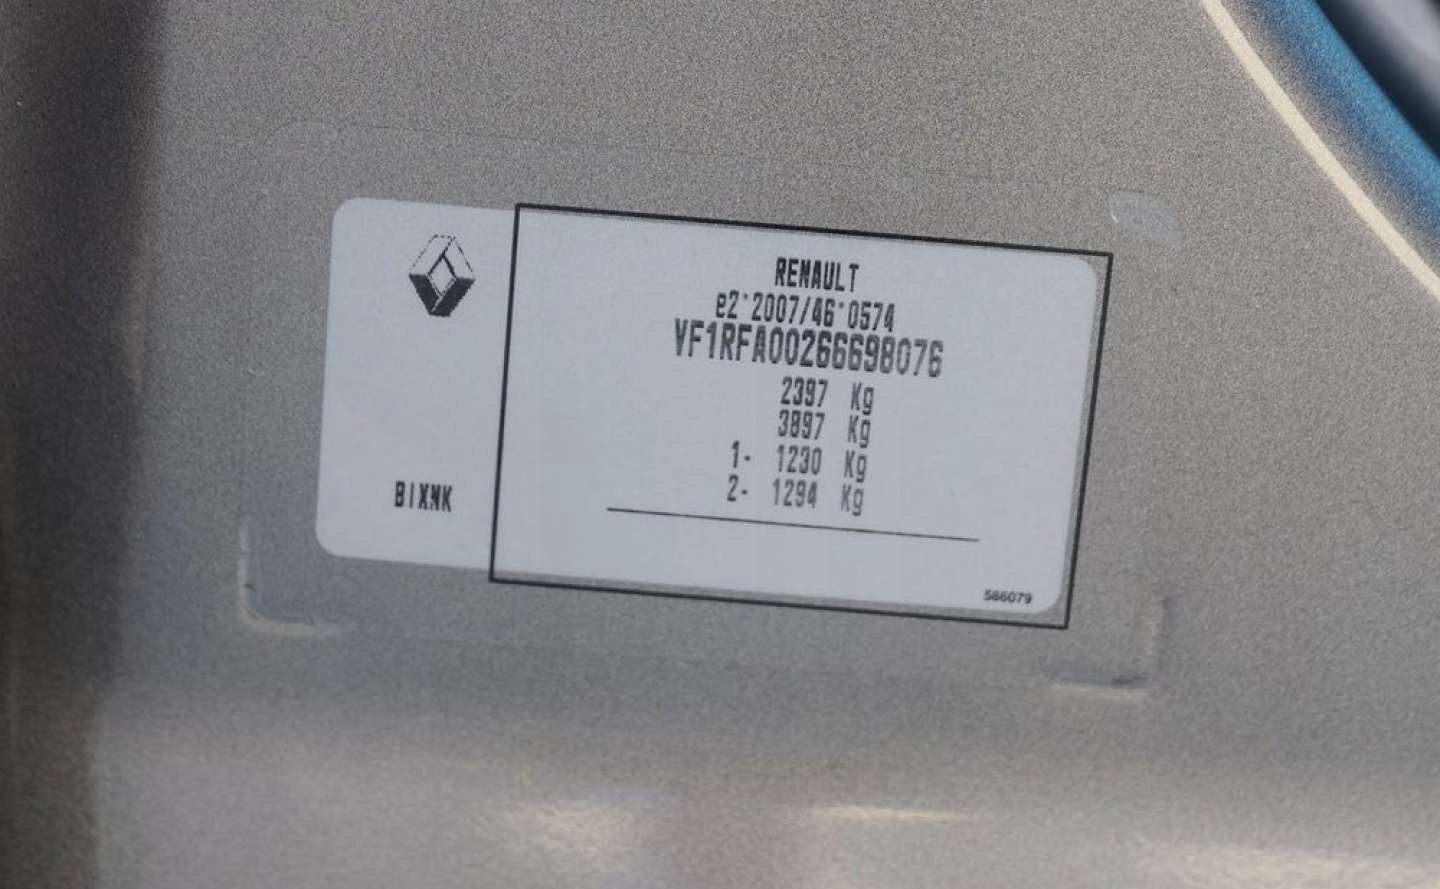 RENAULT
e2*2007/46*0574
VF1RFA00266698076
2397 Kg
3897 Kg
1- 1230 Kg
2- 1294 Kg
BIXNK
586079